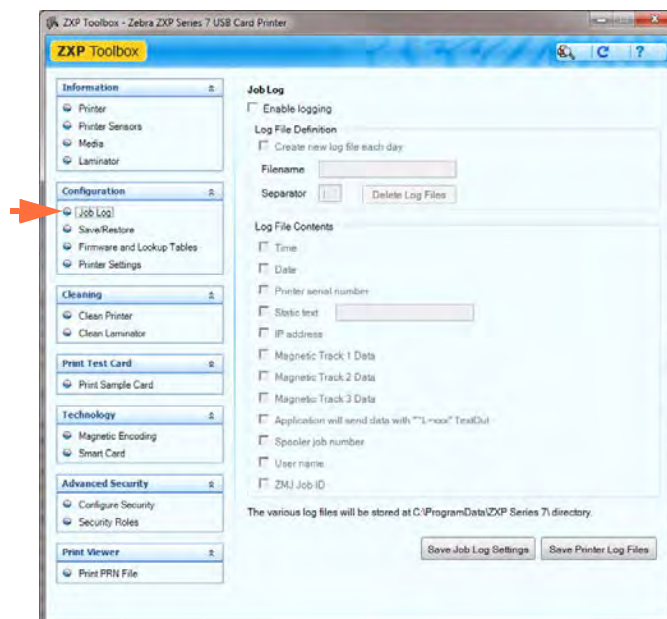 ZXP Toolbox - Zebra ZXP Series 7 USB Card Printer
ZXP Toolbox
Information
Printer
Printer Sensors
Media
Laminator
Configuration
Job Log
Save/Restore
Firmware and Lookup Tables
Printer Settings
Cleaning
Clean Printer
Clean Laminator
Print Test Card
Print Sample Card
Technology
Magnetic Encoding
Smart Card
Advanced Security
Configure Security
Security Roles
Print Viewer
Print PRN File
Job Log
Enable logging
Log File Definition
Create new log file each day
Filename
Separator
Delete Log Files
Log File Contents
Time
Date
Printer serial number
Static text
IP address
Magnetic Track 1 Data
Magnetic Track 2 Data
Magnetic Track 3 Data
Application will send data with TextOut
Spooler job number
User name
ZMJ Job ID
The various log files will be stored at C:\ProgramData\ZXP Series 7\ directory.
Save Job Log Settings
Save Printer Log Files